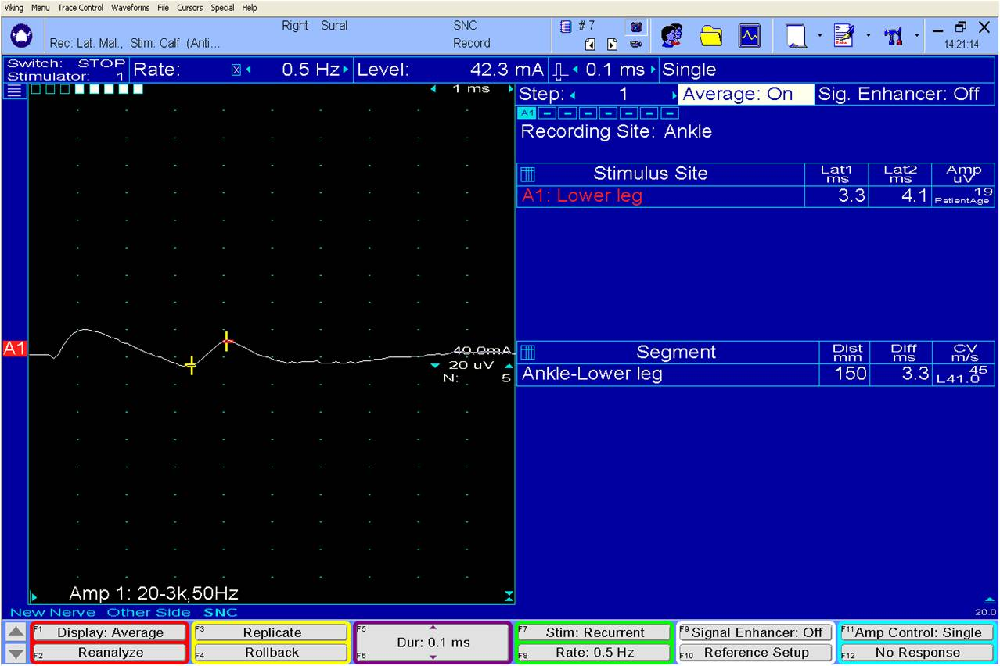 Viking Menu Trace Control Waveforms File Cursors Special Help
Right Sural SNC # 7
Rec: Lat. Mal., Stim: Calf (Anti... Record 14:21:14
Switch: STOP
Stimulator: 1
Rate: 0.5 Hz Level: 42.3 mA 0.1 ms Single
1 ms
Step: 1 Average: On Sig. Enhancer: Off
A1
Recording Site: Ankle
Stimulus Site Lat1 ms Lat2 ms Amp uV
A1: Lower leg 3.3 4.1 19
PatientAge
A1
40.0mA
20 uV
N: 5
Segment Dist mm Diff ms CV m/s
Ankle-Lower leg 150 3.3 45
L41.0
Amp 1: 20-3k,50Hz
New Nerve Other Side SNC 20.0
F1 Display: Average F3 Replicate F5 Dur: 0.1 ms F7 Stim: Recurrent F9 Signal Enhancer: Off F11 Amp Control: Single
F2 Reanalyze F4 Rollback F6 F8 Rate: 0.5 Hz F10 Reference Setup F12 No Response